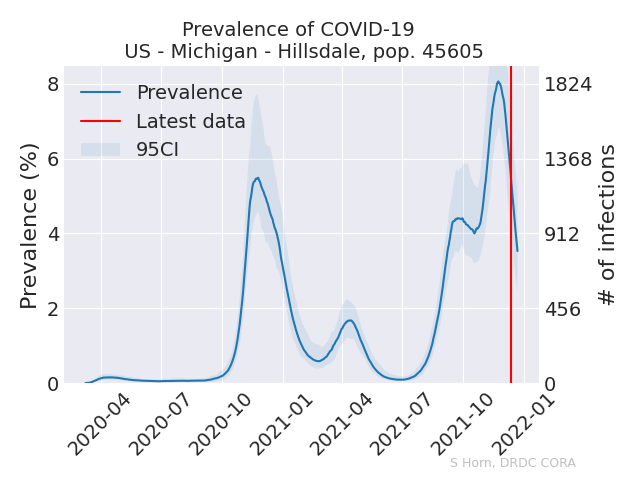 Prevalence of COVID-19
US - Michigan - Hillsdale, pop. 45605
Prevalence
Latest data
95CI
Prevalence (%)
8
6
4
2
0
1824
1368
912
456
0
# of infections
2020-04
2020-07
2020-10
2021-01
2021-04
2021-07
2021-10
2022-01
S Horn, DRDC CORA